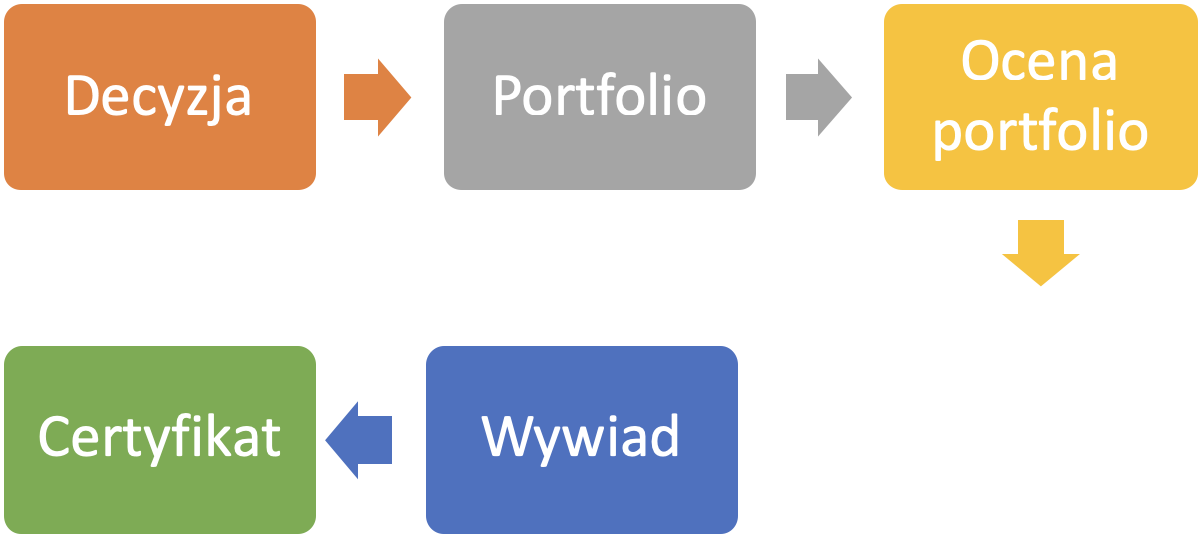 Decyzja
Portfolio
Ocena
portfolio
Wywiad
Certyfikat